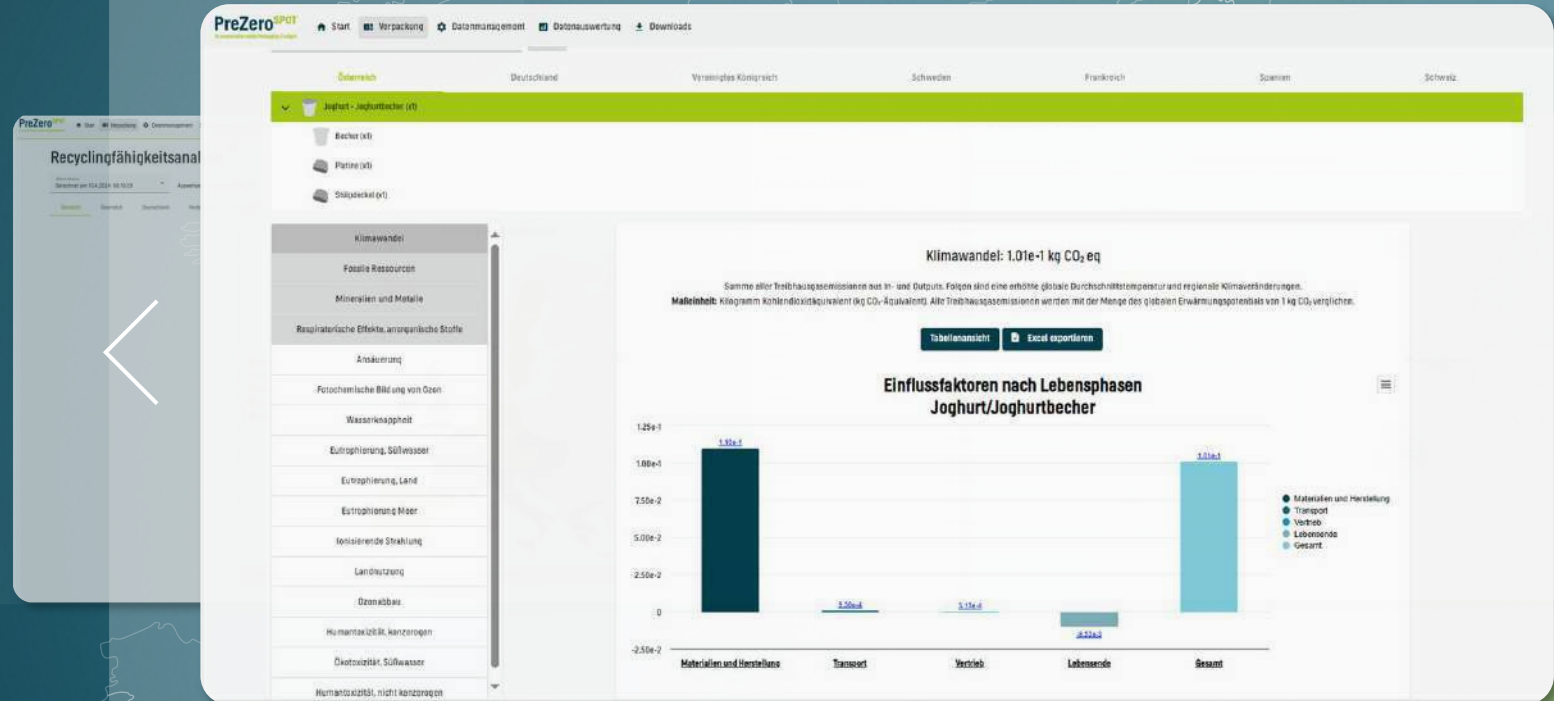 PreZero SPOT
Start
Verpackung
Datenmanagement
Datenauswertung
Downloads
Österreich
Deutschland
Vereinigtes Königreich
Schweden
Frankreich
Spanien
Schweiz
Joghurt - Joghurtbecher (x1)
Becher (x1)
Platine (x1)
Stülpdeckel (x1)
PreZero
Start
Verpackung
Datenmanagement
Recyclingfähigkeitsanal
Klimawandel
Fossile Ressourcen
Mineralien und Metalle
Respiratorische Effekte, anorganische Stoffe
Ansäuerung
Fotochemische Bildung von Ozon
Wasserknappheit
Eutrophierung, Süßwasser
Eutrophierung, Land
Eutrophierung Meer
Ionisierende Strahlung
Landnutzung
Ozonabbau
Humantoxizität, kanzerogen
Ökotoxizität, Süßwasser
Humantoxizität, nicht kanzerogen
Klimawandel: 1.01e-1 kg CO₂ eq
Summe aller Treibhausgasemissionen aus In- und Outputs. Folgen sind eine erhöhte globale Durchschnittstemperatur und regionale Klimaveränderungen.
Maßeinheit: Kilogramm Kohlendioxidäquivalent (kg CO₂-Äquivalent). Alle Treibhausgasemissionen werden mit der Menge des globalen Erwärmungspotentials von 1 kg CO₂ verglichen.
Tabellenansicht
Excel exportieren
Einflussfaktoren nach Lebensphasen
Joghurt/Joghurtbecher
1.25e-1
1.00e-1
7.50e-2
5.00e-2
2.50e-2
0
-2.50e-2
1.01e-1
Materialien und Herstellung
Transport
Vertrieb
Lebensende
Gesamt
Materialien und Herstellung
Transport
Vertrieb
Lebensende
Gesamt